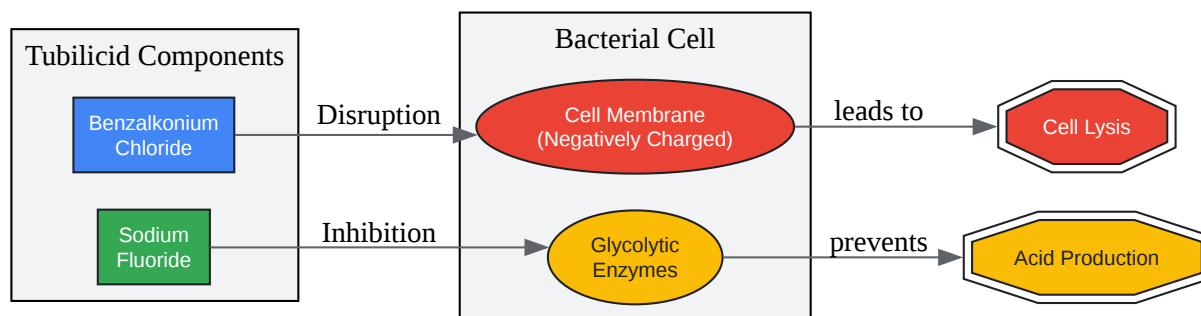 Tubilicid Components
Benzalkonium
Chloride
Sodium
Fluoride
Disruption
Inhibition
Bacterial Cell
Cell Membrane
(Negatively Charged)
Glycolytic
Enzymes
leads to
prevents
Cell Lysis
Acid Production